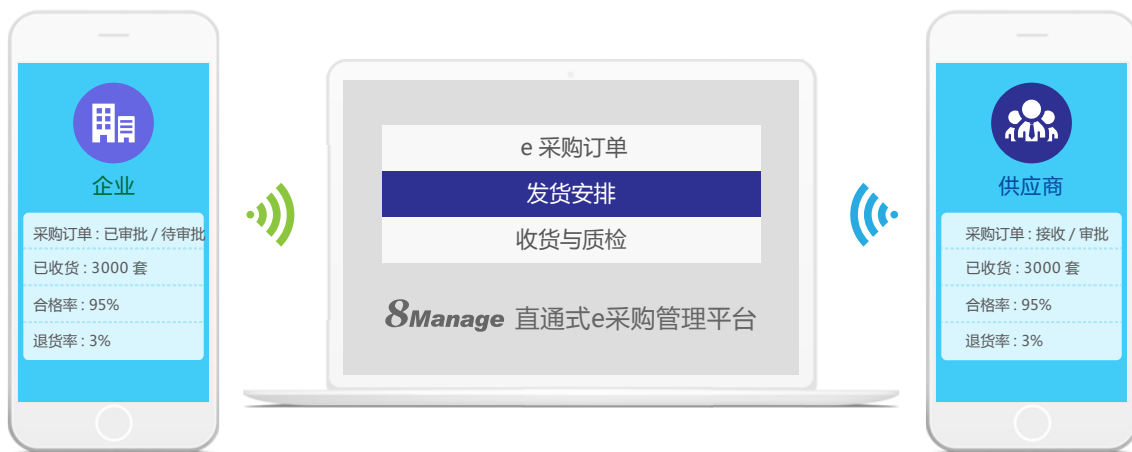 企业
采购订单 : 已审批 / 待审批
已收货 : 3000 套
合格率 : 95%
退货率 : 3%
e 采购订单
发货安排
收货与质检
8Manage 直通式e采购管理平台
供应商
采购订单 : 接收 / 审批
已收货 : 3000 套
合格率 : 95%
退货率 : 3%